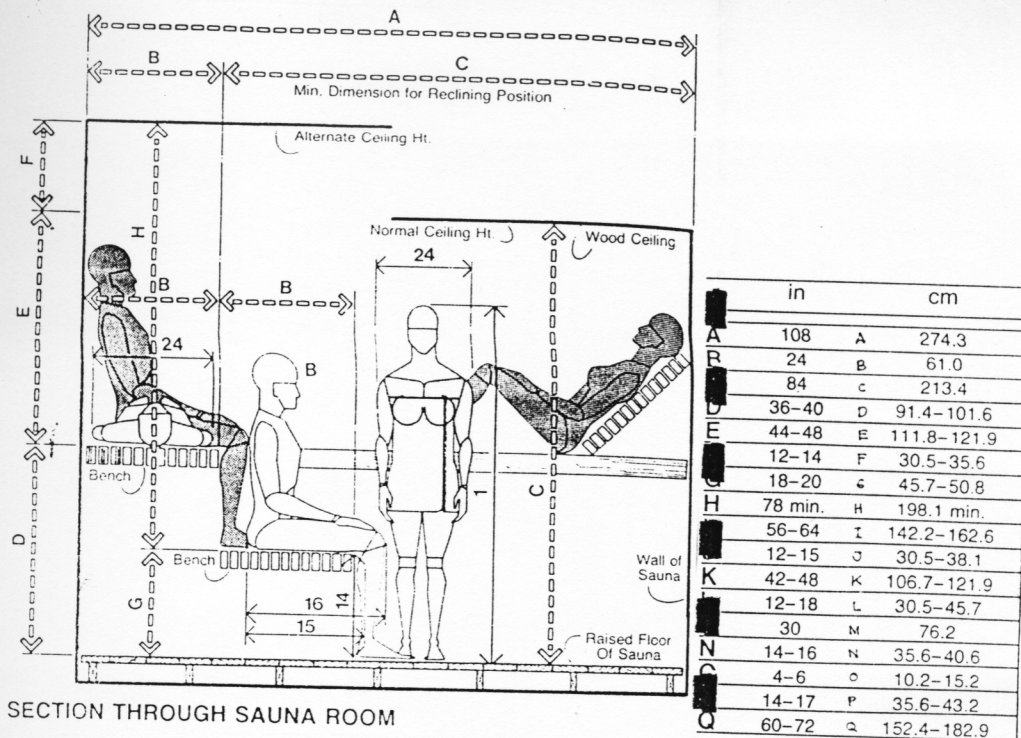 A
B
C
Min. Dimension for Reclining Position
Alternate Ceiling Ht.
F
H
Normal Ceiling Ht.
Wood Ceiling
24
E
B
B
24
B
Bench
1
C
D
Bench
G
14
16
15
Wall of
Sauna
Raised Floor
Of Sauna
SECTION THROUGH SAUNA ROOM
in cm
A 108 A 274.3
B 24 B 61.0
84 C 213.4
D 36–40 D 91.4–101.6
E 44–48 E 111.8–121.9
12–14 F 30.5–35.6
G 18–20 G 45.7–50.8
H 78 min. H 198.1 min.
56–64 I 142.2–162.6
12–15 J 30.5–38.1
K 42–48 K 106.7–121.9
12–18 L 30.5–45.7
30 M 76.2
N 14–16 N 35.6–40.6
4–6 O 10.2–15.2
14–17 P 35.6–43.2
Q 60–72 Q 152.4–182.9